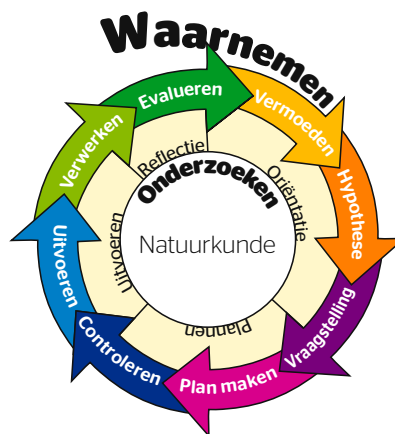 Waarnemen
Vermoeden
Hypothese
Vraagstelling
Plan maken
Controleren
Uitvoeren
Verwerken
Evalueren
Oriëntatie
Plannen
Uitvoeren
Reflectie
Onderzoeken
Natuurkunde